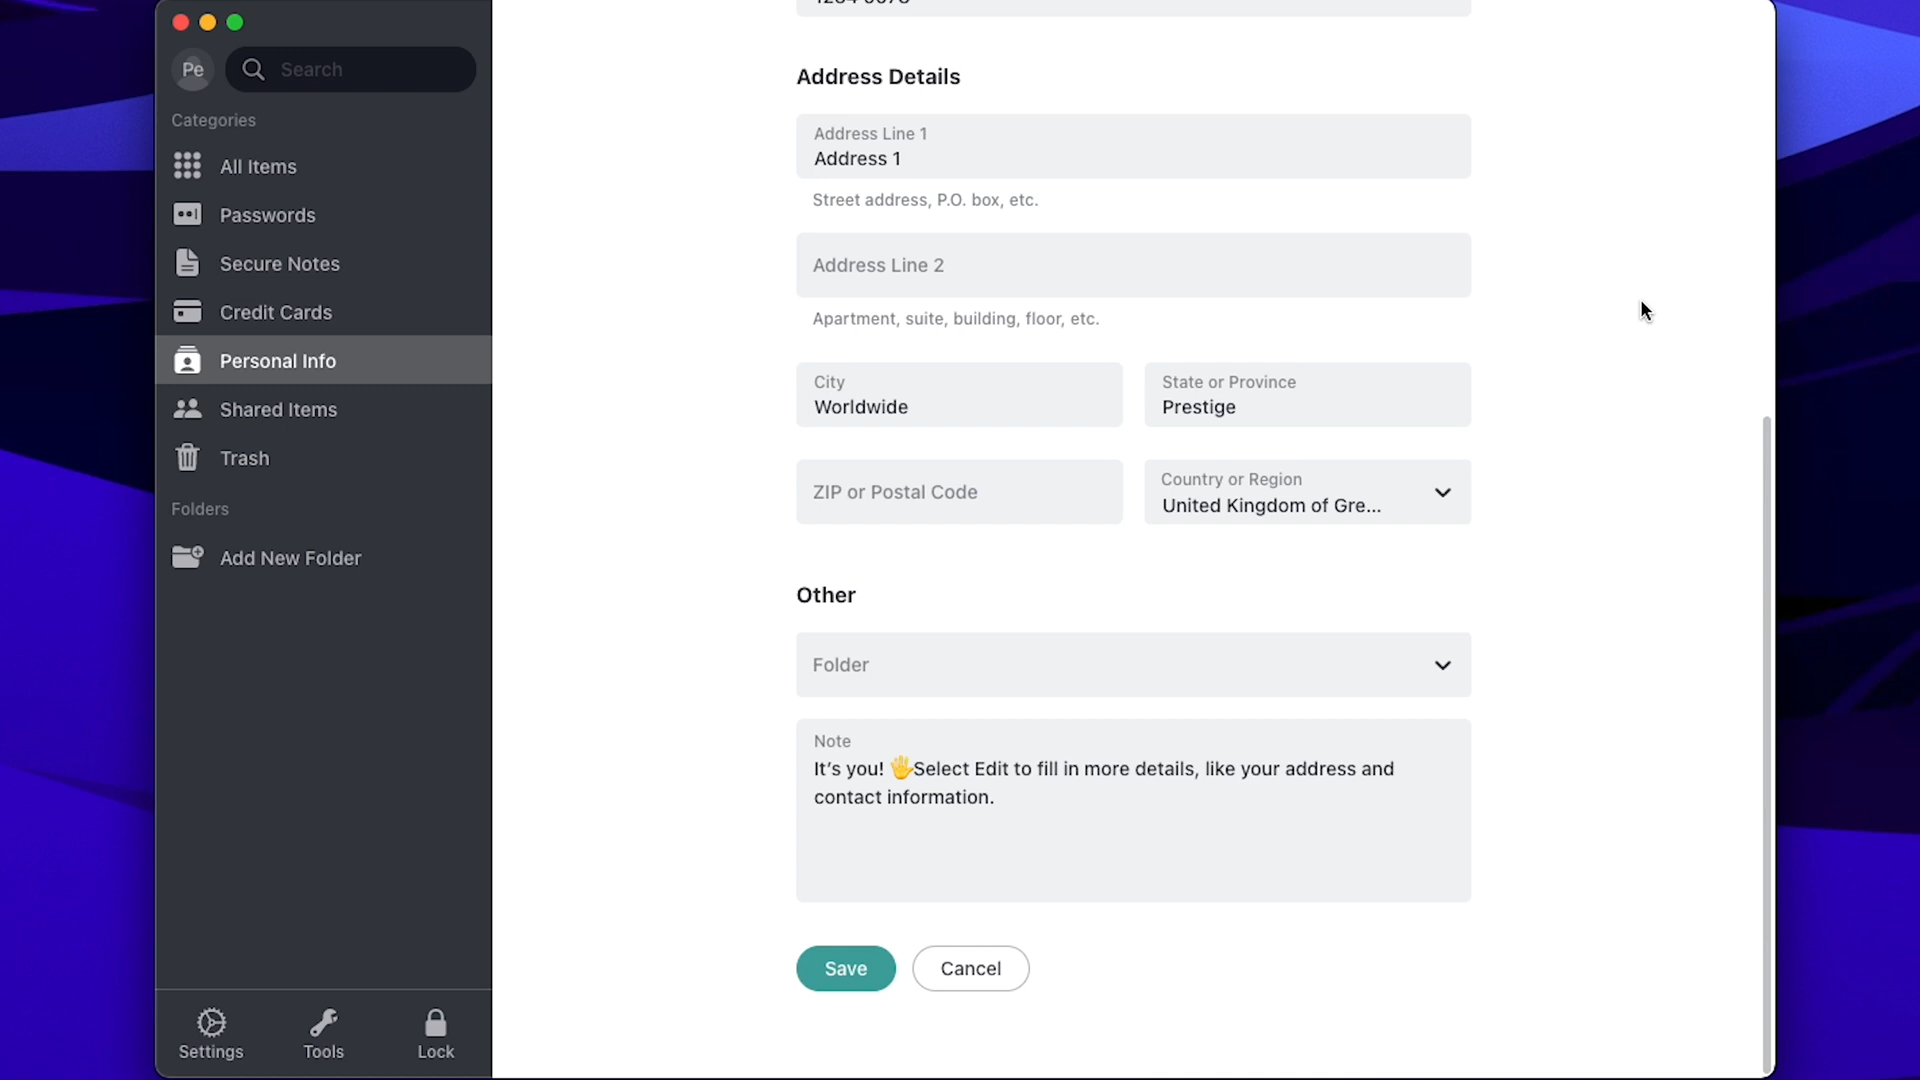 Pe
Search
Categories
All Items
Passwords
Secure Notes
Credit Cards
Personal Info
Shared Items
Trash
Folders
Add New Folder
Settings
Tools
Lock
Address Details
Address Line 1
Address 1
Street address, P.O. box, etc.
Address Line 2
Apartment, suite, building, floor, etc.
City
Worldwide
State or Province
Prestige
ZIP or Postal Code
Country or Region
United Kingdom of Gre...
Other
Folder
Note
It's you! 🖐Select Edit to fill in more details, like your address and
contact information.
Save
Cancel